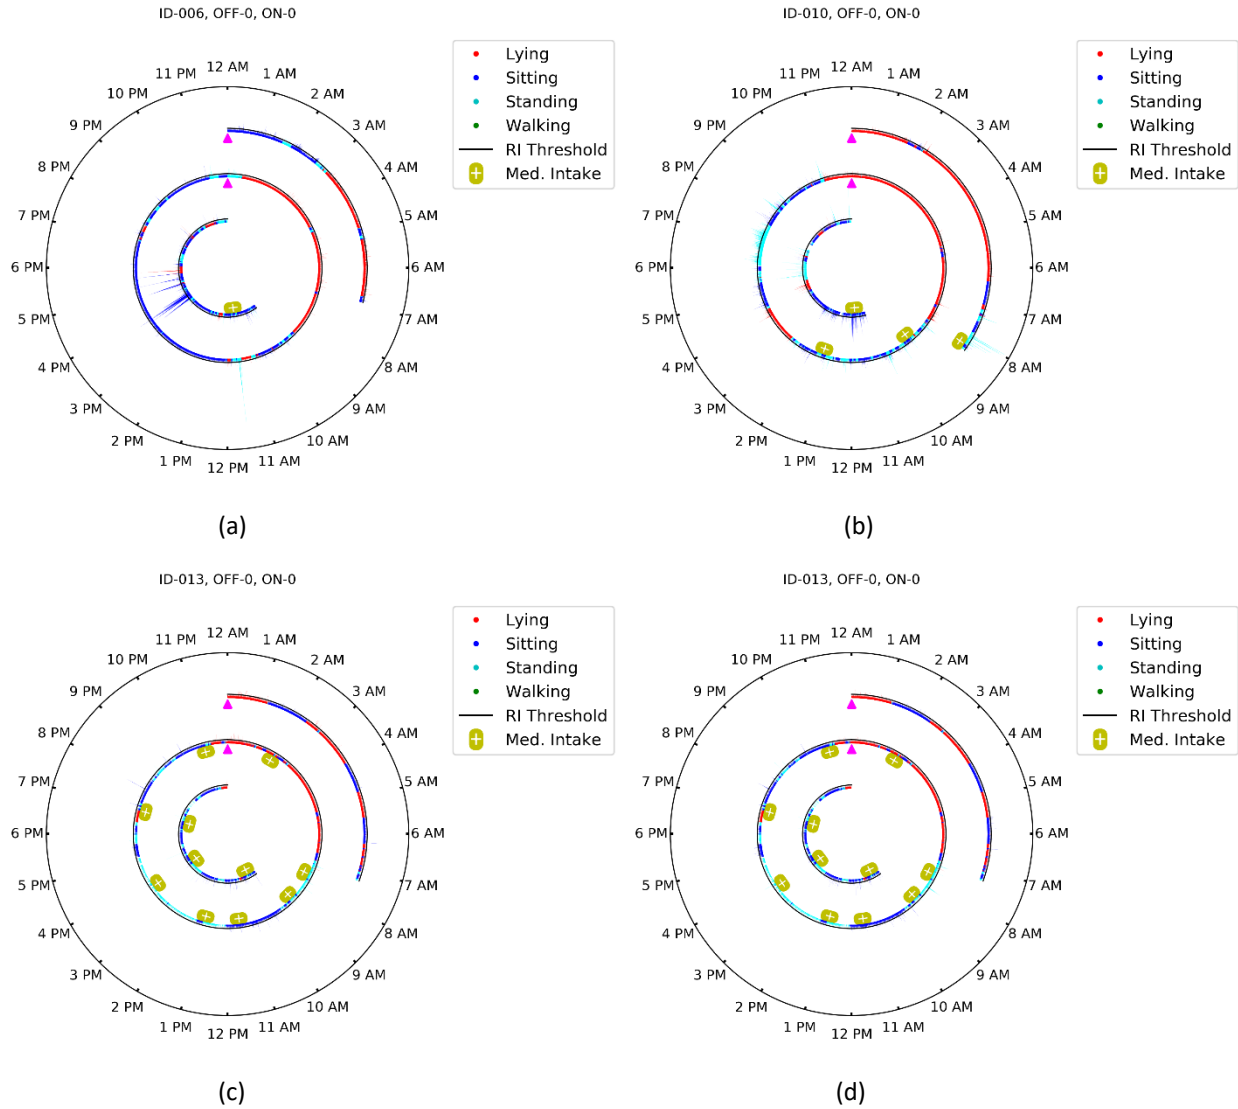 ID-006, OFF-0, ON-0
12 AM
1 AM
2 AM
3 AM
4 AM
5 AM
6 AM
7 AM
8 AM
9 AM
10 AM
11 AM
12 PM
1 PM
2 PM
3 PM
4 PM
5 PM
6 PM
7 PM
8 PM
9 PM
10 PM
11 PM
Lying
Sitting
Standing
Walking
RI Threshold
Med. Intake
(a)
ID-010, OFF-0, ON-0
12 AM
1 AM
2 AM
3 AM
4 AM
5 AM
6 AM
7 AM
8 AM
9 AM
10 AM
11 AM
12 PM
1 PM
2 PM
3 PM
4 PM
5 PM
6 PM
7 PM
8 PM
9 PM
10 PM
11 PM
Lying
Sitting
Standing
Walking
RI Threshold
Med. Intake
(b)
ID-013, OFF-0, ON-0
12 AM
1 AM
2 AM
3 AM
4 AM
5 AM
6 AM
7 AM
8 AM
9 AM
10 AM
11 AM
12 PM
1 PM
2 PM
3 PM
4 PM
5 PM
6 PM
7 PM
8 PM
9 PM
10 PM
11 PM
Lying
Sitting
Standing
Walking
RI Threshold
Med. Intake
(c)
ID-013, OFF-0, ON-0
12 AM
1 AM
2 AM
3 AM
4 AM
5 AM
6 AM
7 AM
8 AM
9 AM
10 AM
11 AM
12 PM
1 PM
2 PM
3 PM
4 PM
5 PM
6 PM
7 PM
8 PM
9 PM
10 PM
11 PM
Lying
Sitting
Standing
Walking
RI Threshold
Med. Intake
(d)